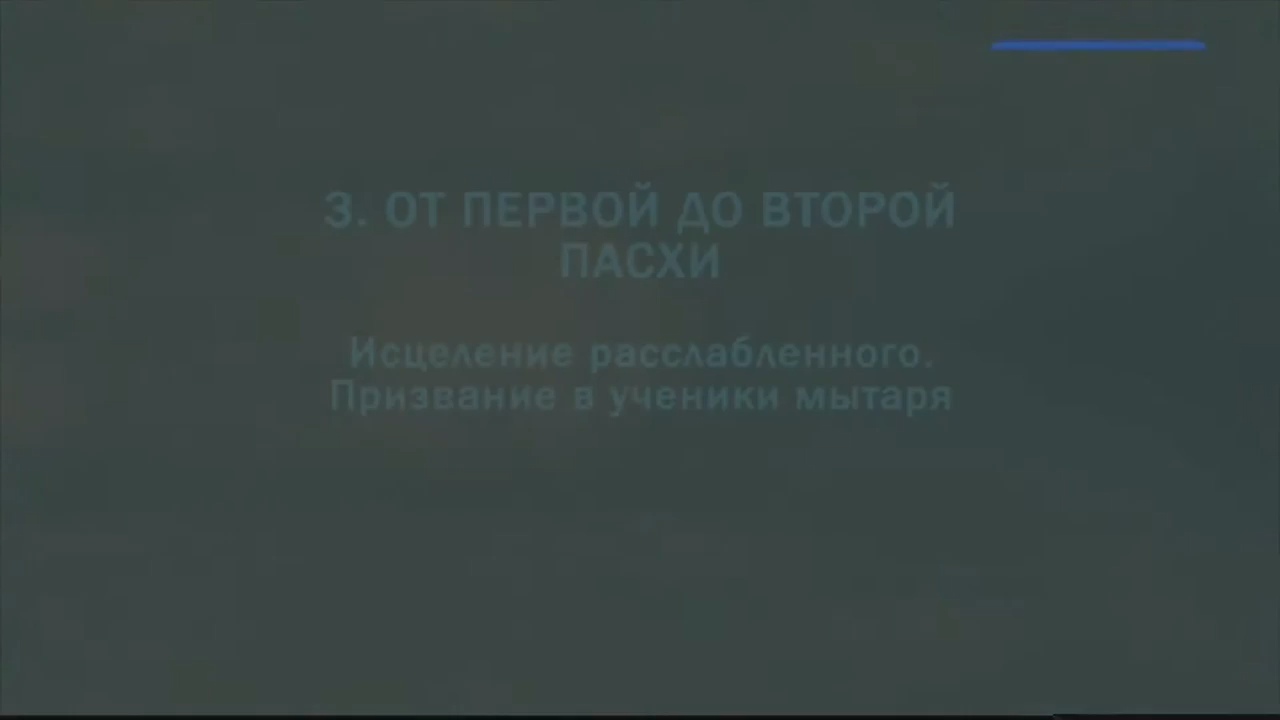 3. ОТ ПЕРВОЙ ДО ВТОРОЙ
ПАСХИ
Исцеление расслабленного.
Призвание в ученики мытаря